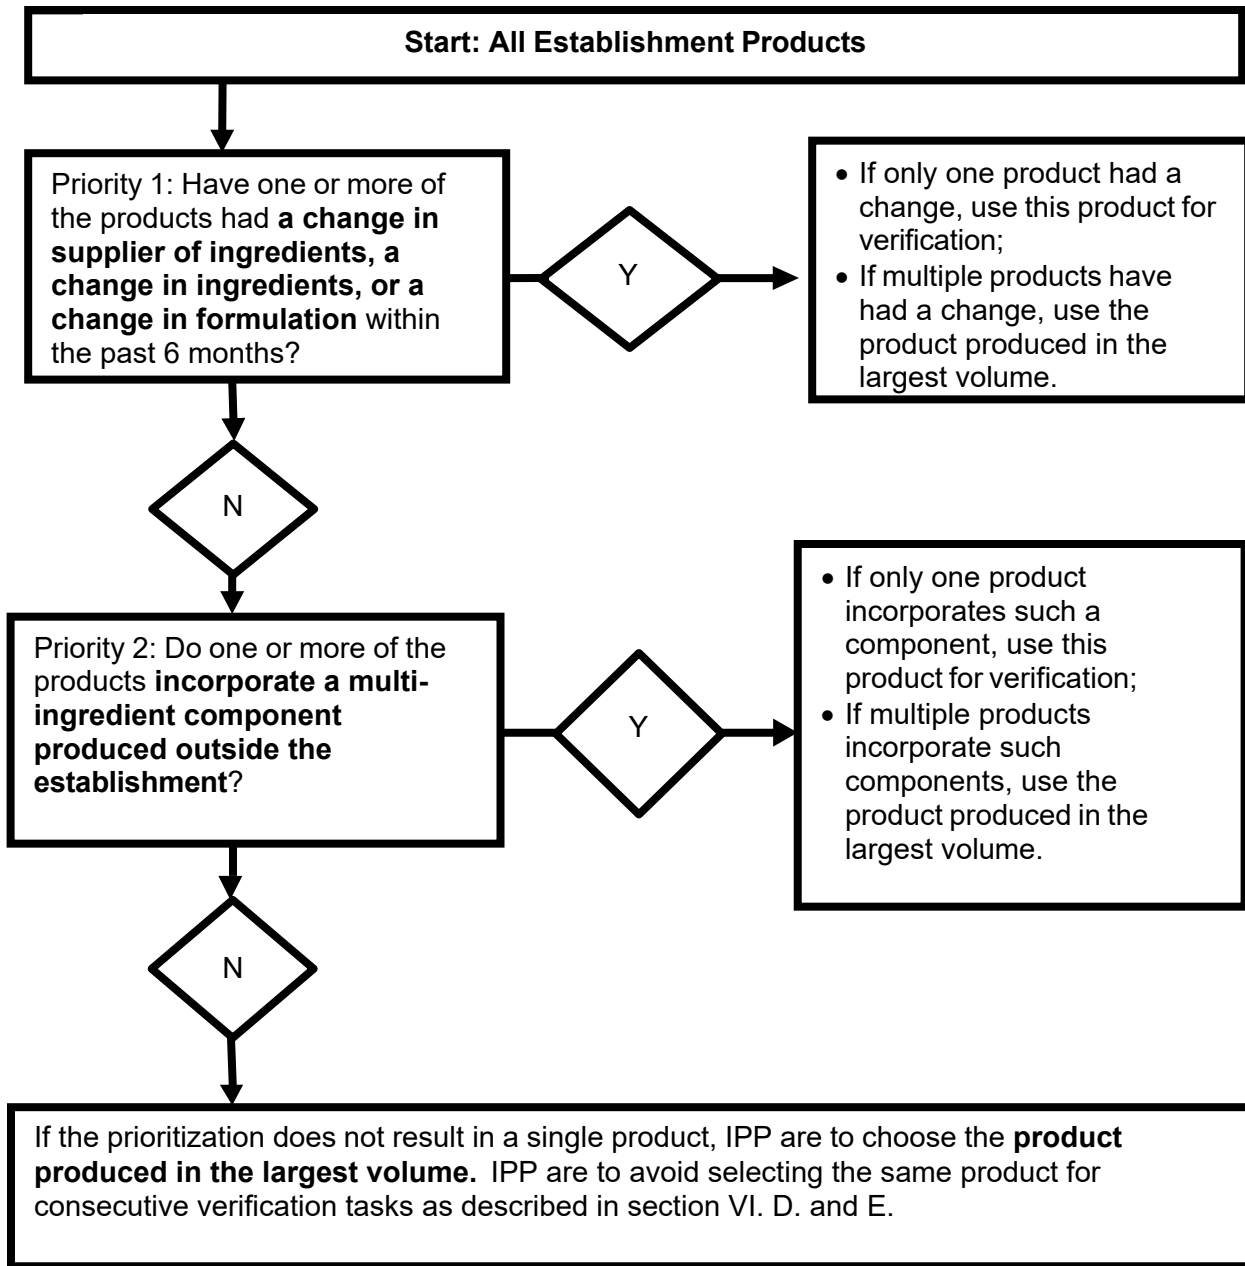 Start: All Establishment Products
Priority 1: Have one or more of
the products had a change in
supplier of ingredients, a
change in ingredients, or a
change in formulation within
the past 6 months?
Y
• If only one product had a
change, use this product for
verification;
• If multiple products have
had a change, use the
product produced in the
largest volume.
N
Priority 2: Do one or more of the
products incorporate a multi-
ingredient component
produced outside the
establishment?
Y
• If only one product
incorporates such a
component, use this
product for verification;
• If multiple products
incorporate such
components, use the
product produced in the
largest volume.
N
If the prioritization does not result in a single product, IPP are to choose the product
produced in the largest volume. IPP are to avoid selecting the same product for
consecutive verification tasks as described in section VI. D. and E.